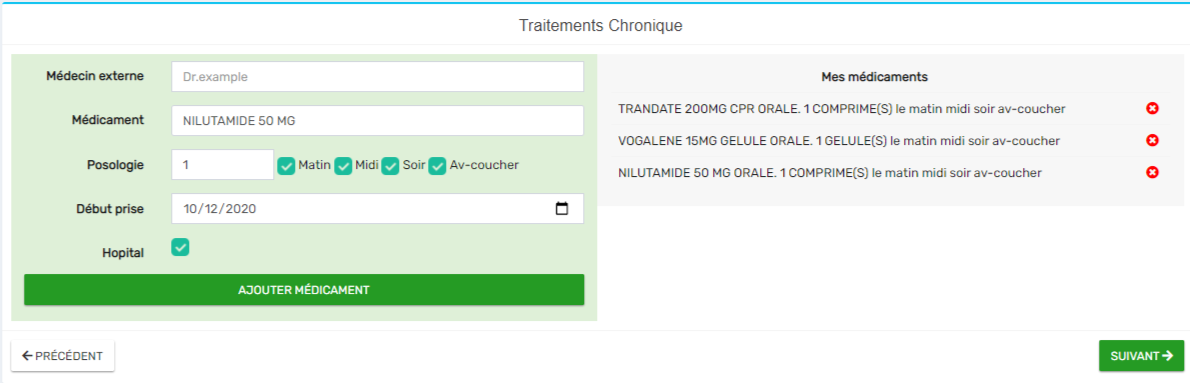 Traitements Chronique
Médecin externe
Dr.example
Médicament
NILUTAMIDE 50 MG
Posologie
1
Matin Midi Soir Av-coucher
Début prise
10/12/2020
Hopital
AJOUTER MÉDICAMENT
Mes médicaments
TRANDATE 200MG CPR ORALE. 1 COMPRIME(S) le matin midi soir av-coucher
VOGALENE 15MG GELULE ORALE. 1 GELULE(S) le matin midi soir av-coucher
NILUTAMIDE 50 MG ORALE. 1 COMPRIME(S) le matin midi soir av-coucher
PRÉCÉDENT
SUIVANT